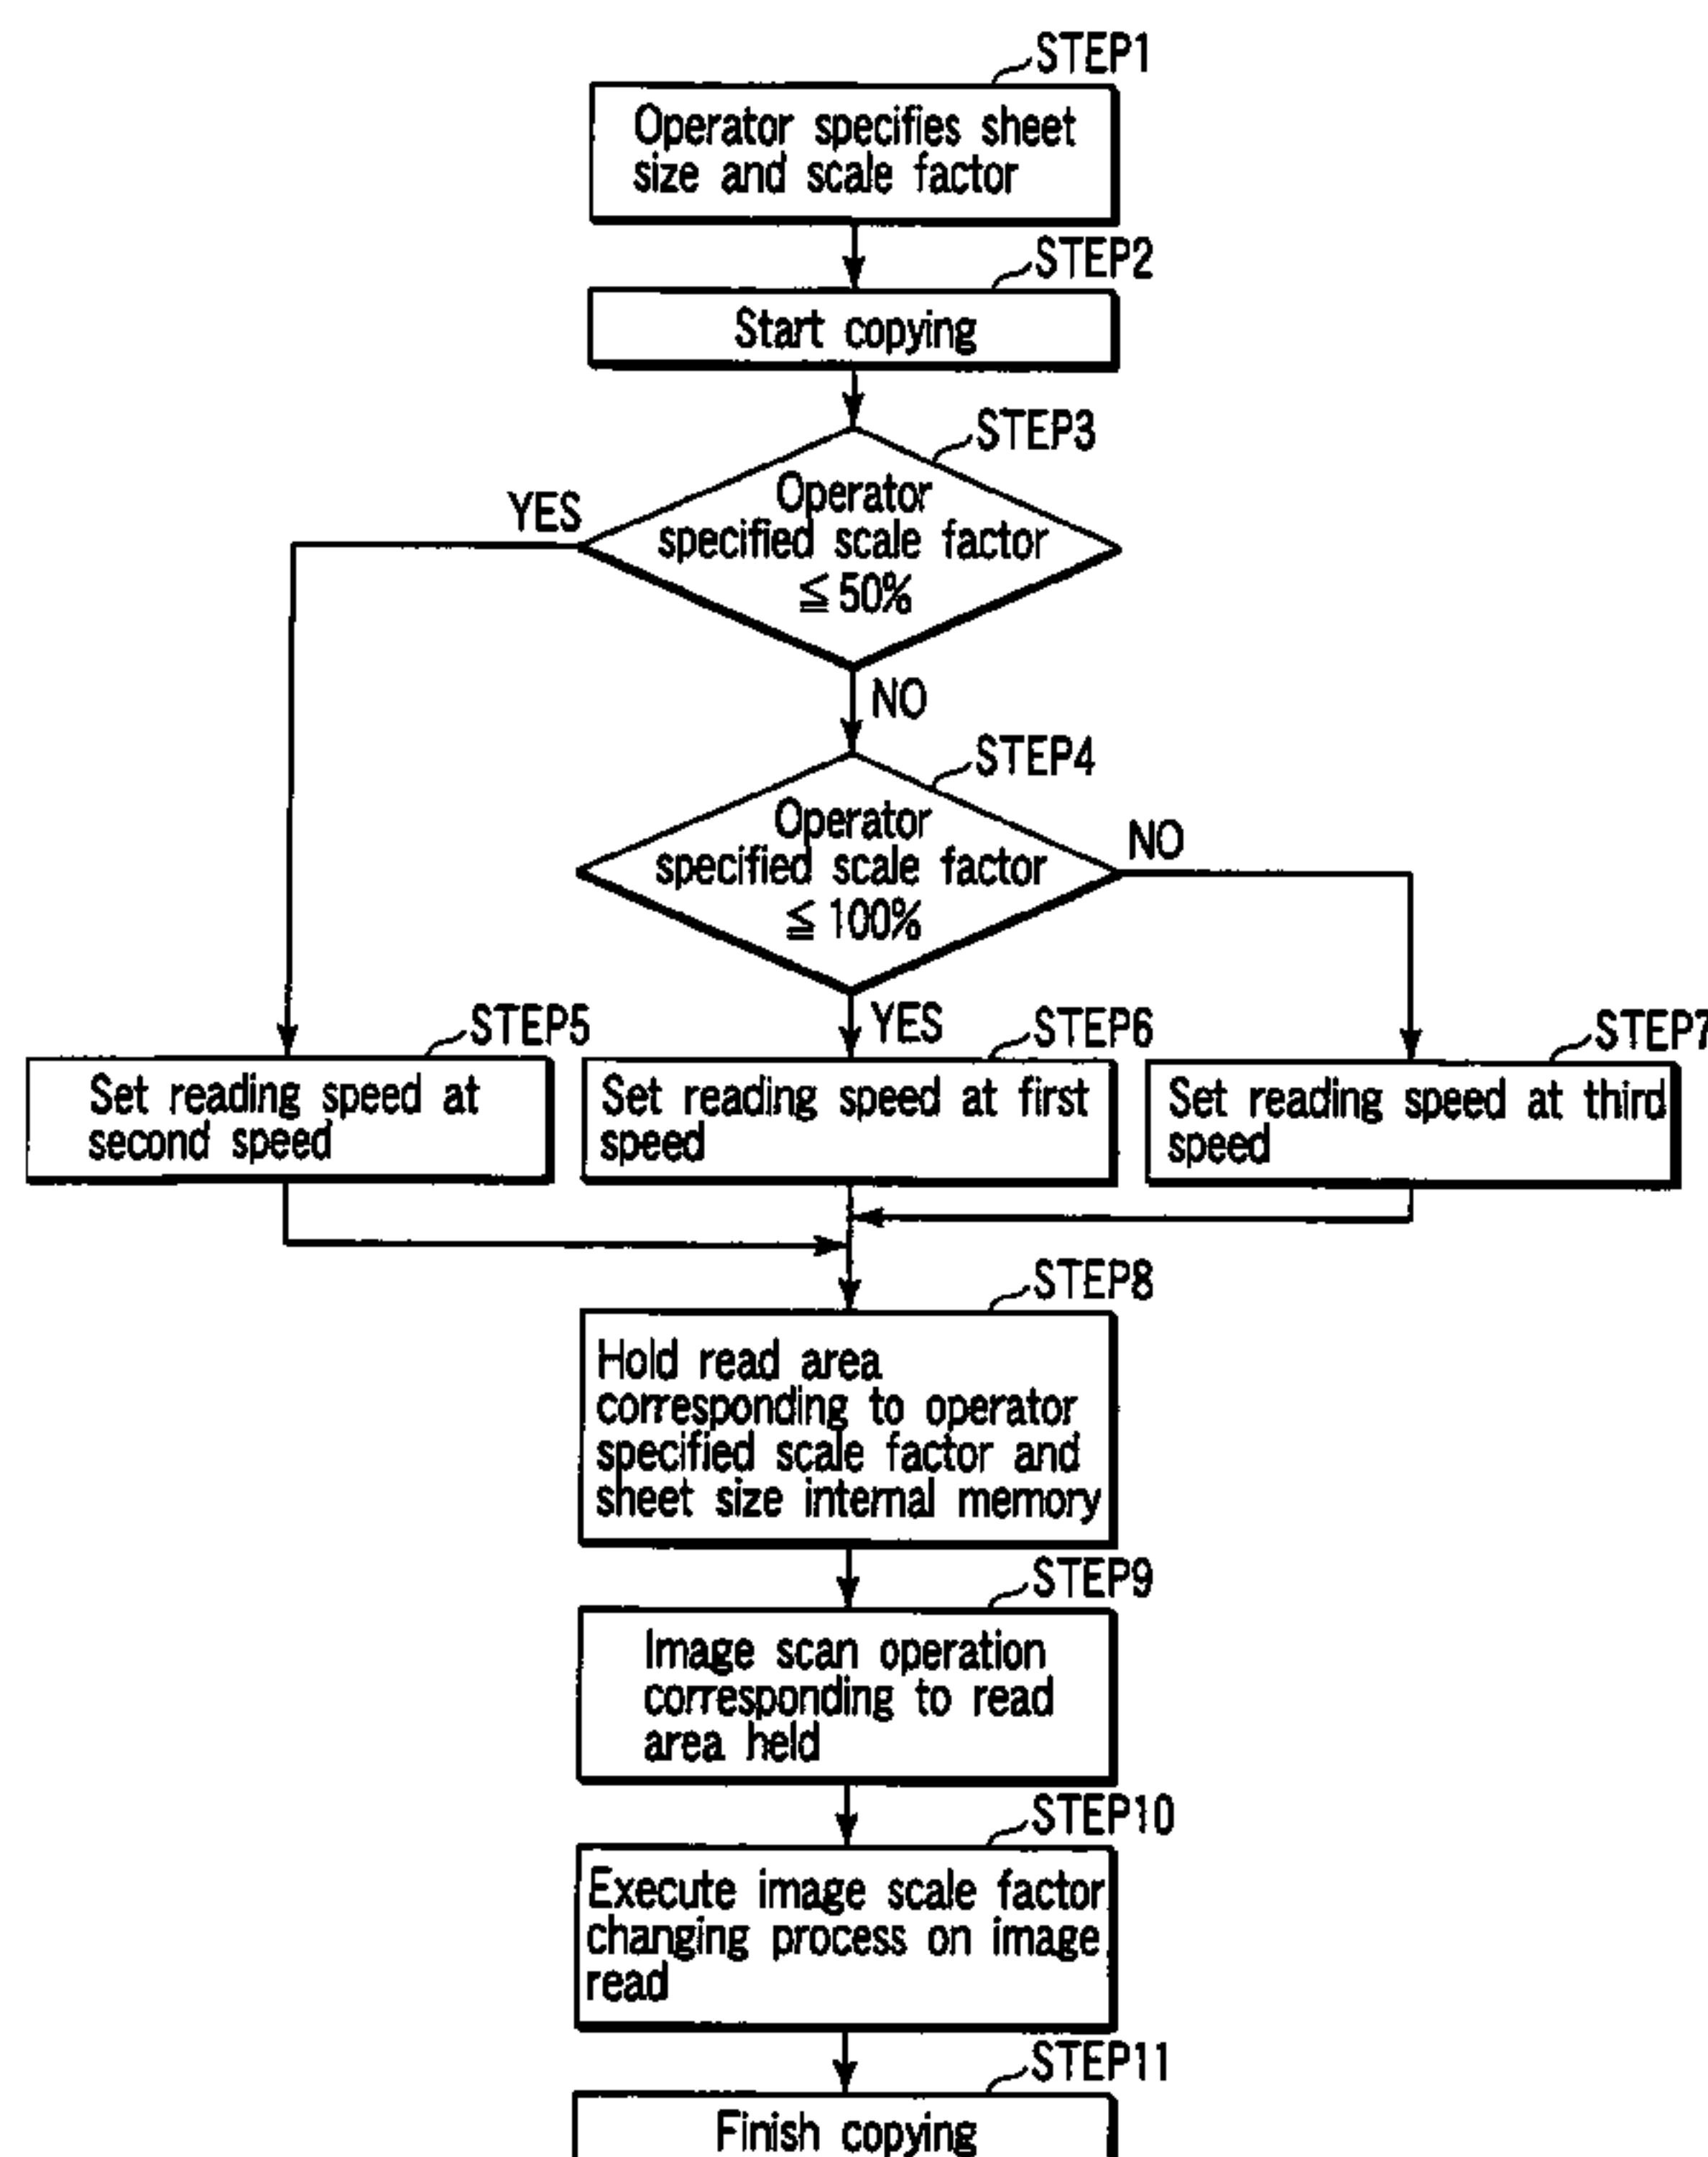 STEP1
Operator specifies sheet
size and scale factor
STEP2
Start copying
STEP3
Operator
specified scale factor
≦ 50%
YES
NO
STEP4
Operator
specified scale factor
≦ 100%
NO
YES
STEP5
Set reading speed at
second speed
STEP6
Set reading speed at first
speed
STEP7
Set reading speed at third
speed
STEP8
Hold read area
corresponding to operator
specified scale factor and
sheet size internal memory
STEP9
Image scan operation
corresponding to read
area held
STEP10
Execute image scale factor
changing process on image
read
STEP11
Finish copying